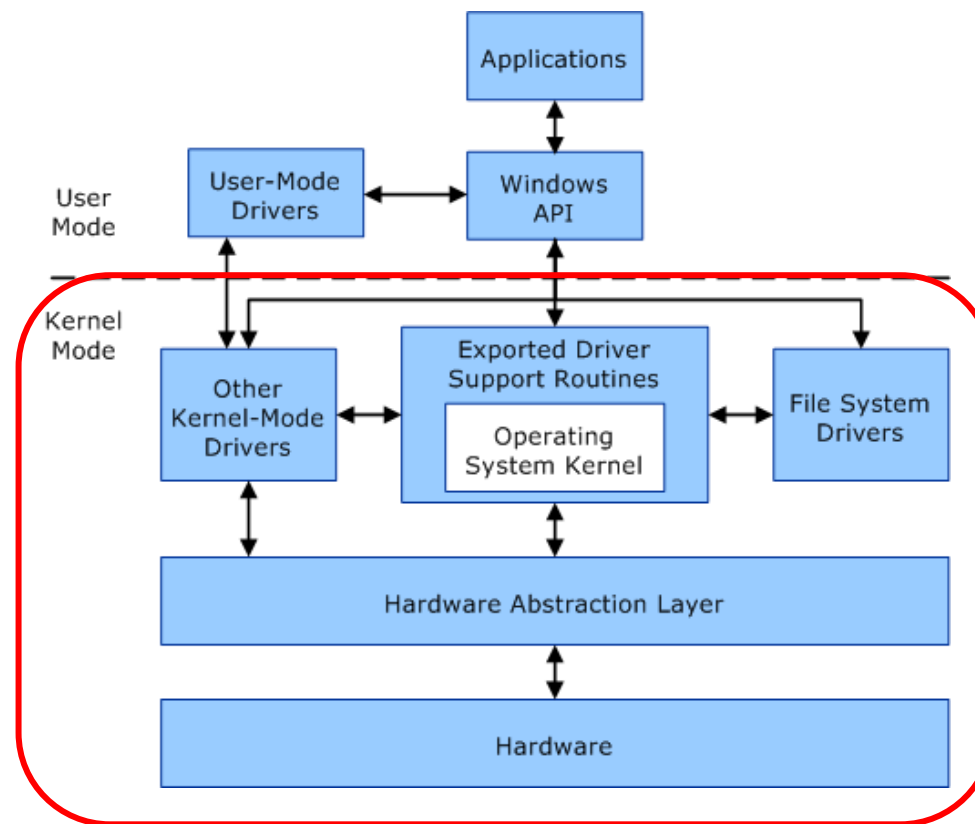 Applications
User-Mode
Drivers
Windows
API
User
Mode
Kernel
Mode
Other
Kernel-Mode
Drivers
Exported Driver
Support Routines
Operating
System Kernel
File System
Drivers
Hardware Abstraction Layer
Hardware